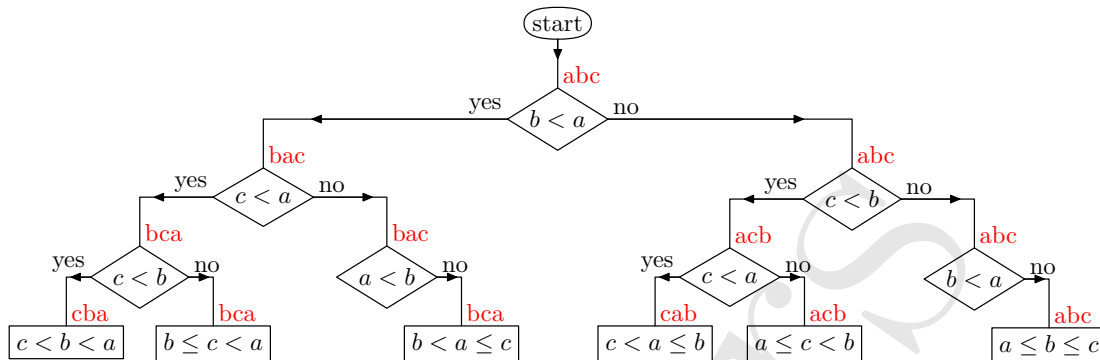 start
abc
yes b < a no
bac abc
yes c < a no yes c < b no
bca bac acb abc
yes c < b no a < b no yes c < a no b < a no
cba bca bca cab acb abc
c < b < a b ≤ c < a b < a ≤ c c < a ≤ b a ≤ c < b a ≤ b ≤ c